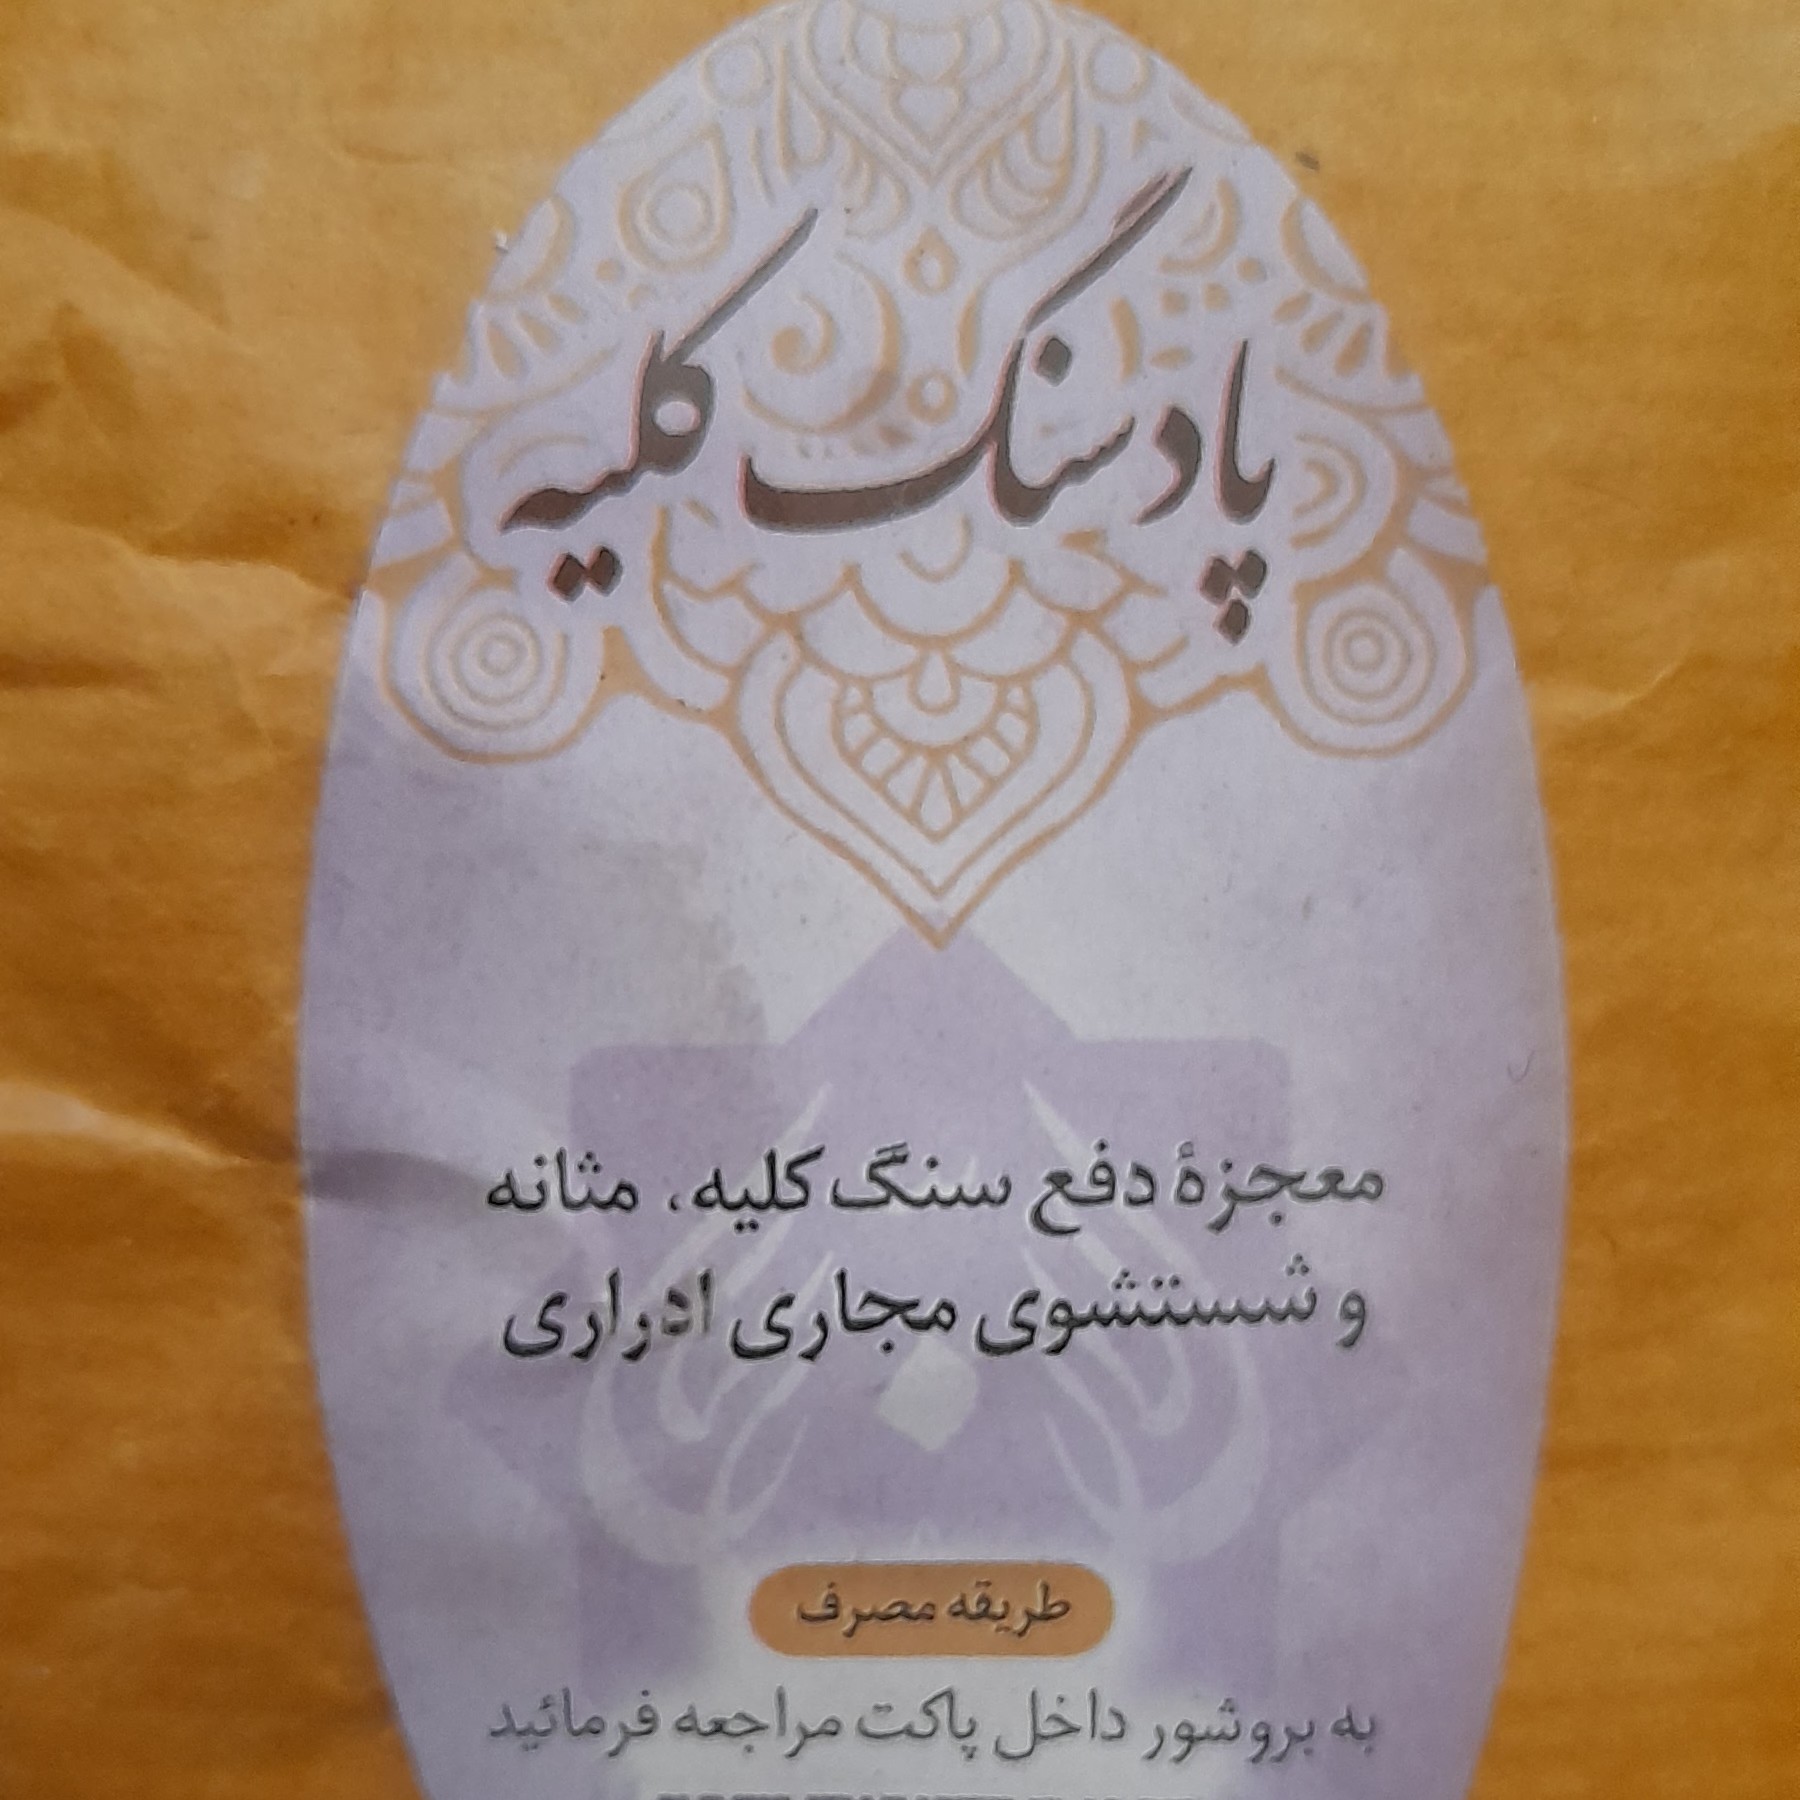 پادسنگ کلیه
معجزهٔ دفع سنگ کلیه، مثانه
و شستشوی مجاری ادراری
طریقه مصرف
به بروشور داخل پاکت مراجعه فرمائید